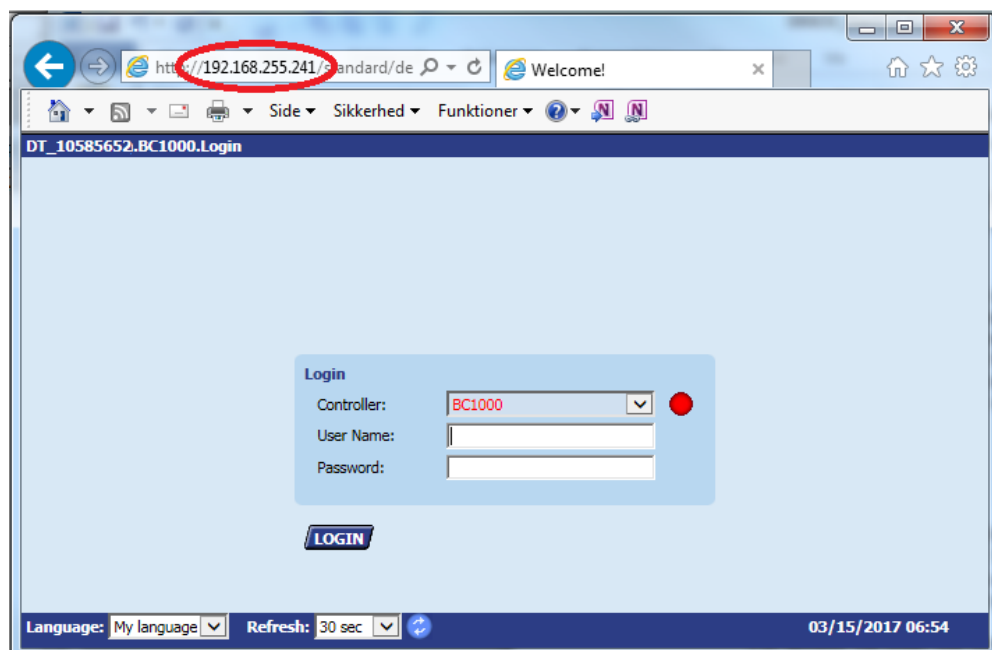 http://192.168.255.241/standard/de
Welcome!
Side Sikkerhed Funktioner
DT_10585652.BC1000.Login
Login
Controller: BC1000
User Name:
Password:
LOGIN
Language: My language Refresh: 30 sec 03/15/2017 06:54